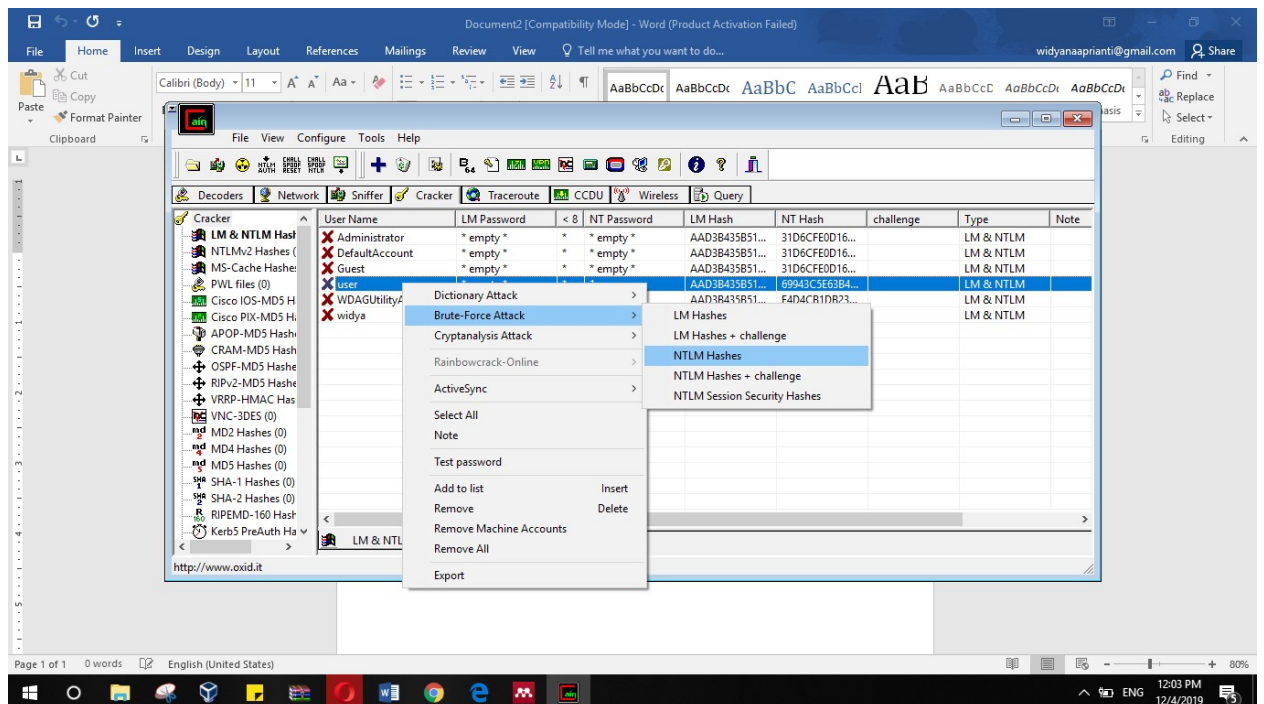 Document2 [Compatibility Mode] - Word (Product Activation Failed)
File Home Insert Design Layout References Mailings Review View Tell me what you want to do... widyanaaprianti@gmail.com Share
Cut
Copy
Paste
Format Painter
Clipboard
Calibri (Body) 11
AaBbCcDc AaBbCcDc AaBbC AaBbCcI AaB AaBbCcD AaBbCcDc AaBbCcDc
asis
Find
Replace
Select
Editing
Cain
File View Configure Tools Help
Decoders Network Sniffer Cracker Traceroute CCDU Wireless Query
Cracker
LM & NTLM Hash
NTLMv2 Hashes (
MS-Cache Hashe
PWL files (0)
Cisco IOS-MD5 H
Cisco PIX-MD5 H
APOP-MD5 Hash
CRAM-MD5 Hash
OSPF-MD5 Hashe
RIPv2-MD5 Hashe
VRRP-HMAC Has
VNC-3DES (0)
MD2 Hashes (0)
MD4 Hashes (0)
MD5 Hashes (0)
SHA-1 Hashes (0)
SHA-2 Hashes (0)
RIPEMD-160 Hash
Kerb5 PreAuth Ha
User Name LM Password < 8 NT Password LM Hash NT Hash challenge Type Note
Administrator * empty * * * empty * AAD3B435B51... 31D6CFE0D16... LM & NTLM
DefaultAccount * empty * * * empty * AAD3B435B51... 31D6CFE0D16... LM & NTLM
Guest * empty * * * empty * AAD3B435B51... 31D6CFE0D16... LM & NTLM
user AAD3B435B51... 69943C5E63B4... LM & NTLM
WDAGUtilityA AAD3B435B51... F4D4CB1DB23... LM & NTLM
widya LM & NTLM
Dictionary Attack
Brute-Force Attack
Cryptanalysis Attack
Rainbowcrack-Online
ActiveSync
Select All
Note
Test password
Add to list Insert
Remove Delete
Remove Machine Accounts
Remove All
Export
LM Hashes
LM Hashes + challenge
NTLM Hashes
NTLM Hashes + challenge
NTLM Session Security Hashes
LM & NTL
http://www.oxid.it
Page 1 of 1 0 words English (United States) 80%
ENG 12:03 PM
12/4/2019